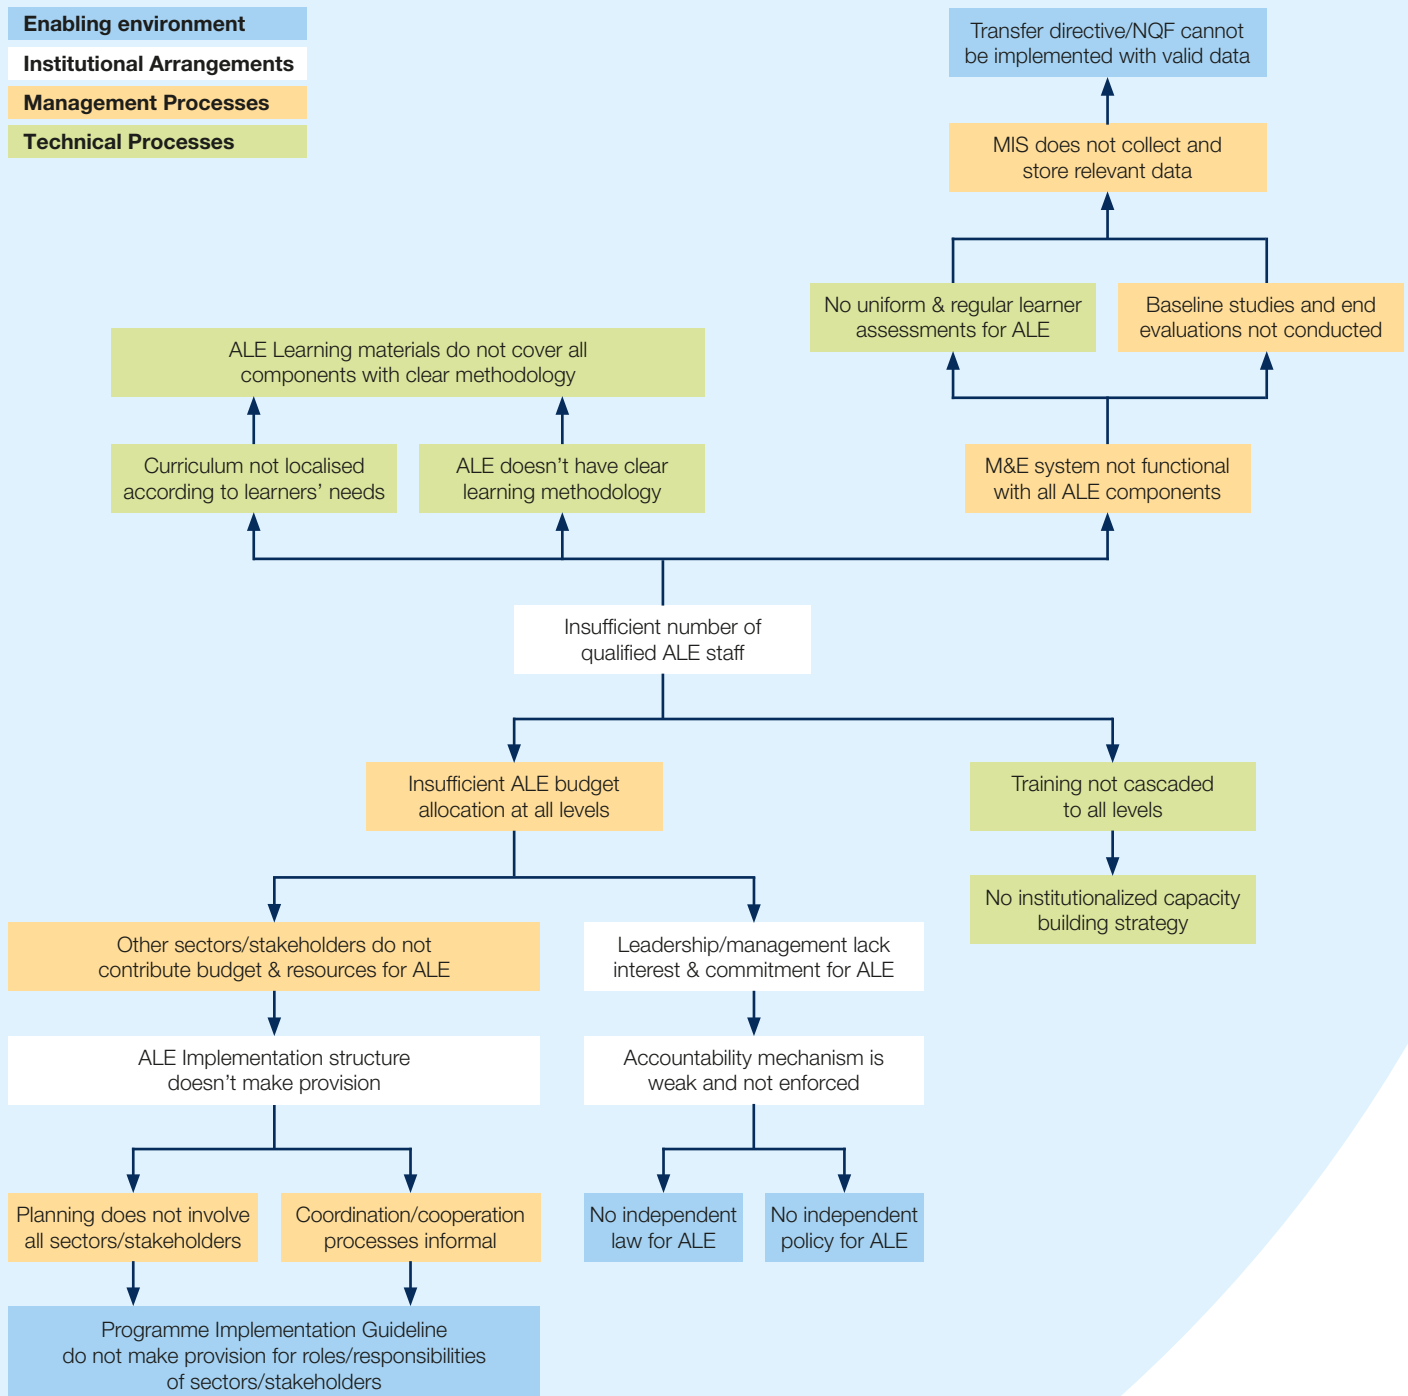 Enabling environment
Institutional Arrangements
Management Processes
Technical Processes
Transfer directive/NQF cannot
be implemented with valid data
MIS does not collect and
store relevant data
No uniform & regular learner
assessments for ALE
Baseline studies and end
evaluations not conducted
ALE Learning materials do not cover all
components with clear methodology
Curriculum not localised
according to learners’ needs
ALE doesn’t have clear
learning methodology
M&E system not functional
with all ALE components
Insufficient number of
qualified ALE staff
Insufficient ALE budget
allocation at all levels
Training not cascaded
to all levels
No institutionalized capacity
building strategy
Other sectors/stakeholders do not
contribute budget & resources for ALE
Leadership/management lack
interest & commitment for ALE
ALE Implementation structure
doesn’t make provision
Accountability mechanism is
weak and not enforced
Planning does not involve
all sectors/stakeholders
Coordination/cooperation
processes informal
No independent
law for ALE
No independent
policy for ALE
Programme Implementation Guideline
do not make provision for roles/responsibilities
of sectors/stakeholders